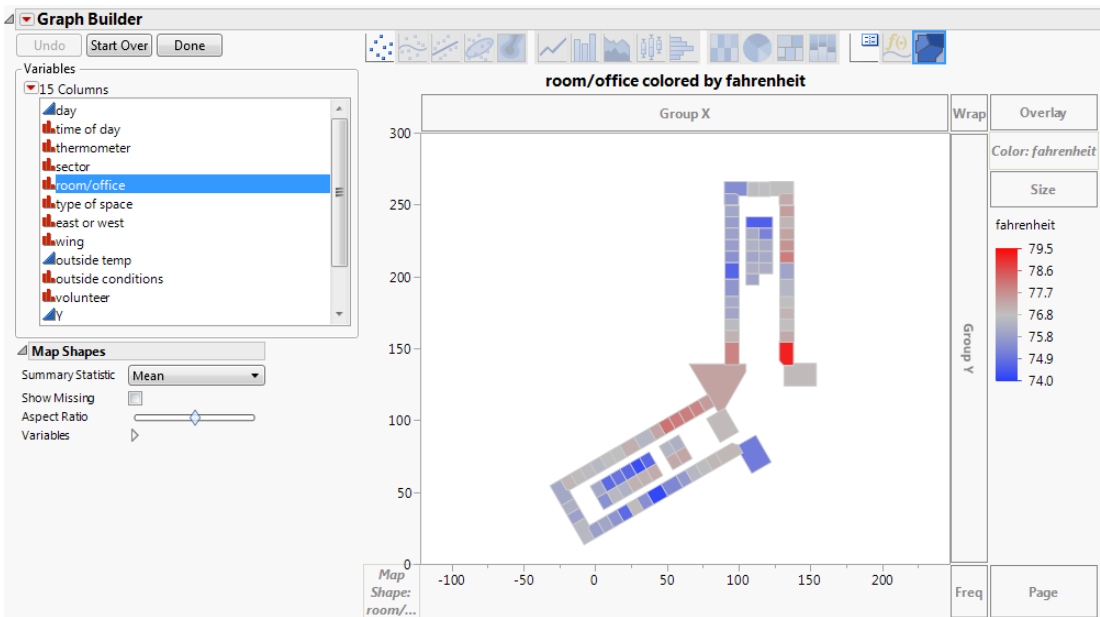 Graph Builder
Undo Start Over Done
Variables
15 Columns
day
time of day
thermometer
sector
room/office
type of space
east or west
wing
outside temp
outside conditions
volunteer
Y
Map Shapes
Summary Statistic Mean
Show Missing
Aspect Ratio
Variables
f(x)
room/office colored by fahrenheit
Group X
Wrap
Overlay
Color: fahrenheit
Size
Group Y
fahrenheit
79.5
78.6
77.7
76.8
75.8
74.9
74.0
300
250
200
150
100
50
0
-100 -50 0 50 100 150 200
Map
Shape:
room/...
Freq
Page